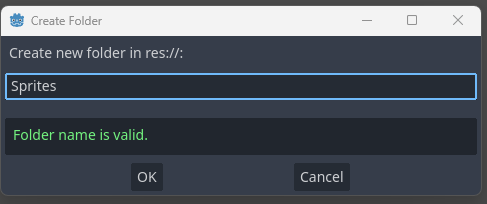 Create Folder
Create new folder in res://:
Sprites
Folder name is valid.
OK
Cancel